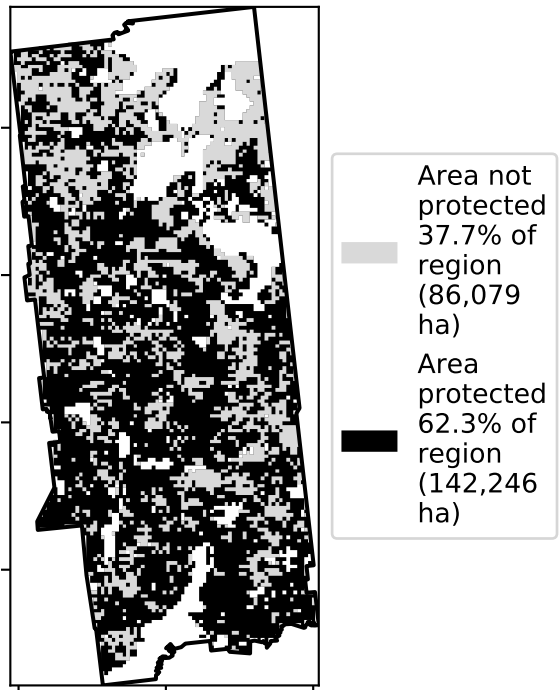 Area not
protected
37.7% of
region
(86,079
ha)
Area
protected
62.3% of
region
(142,246
ha)